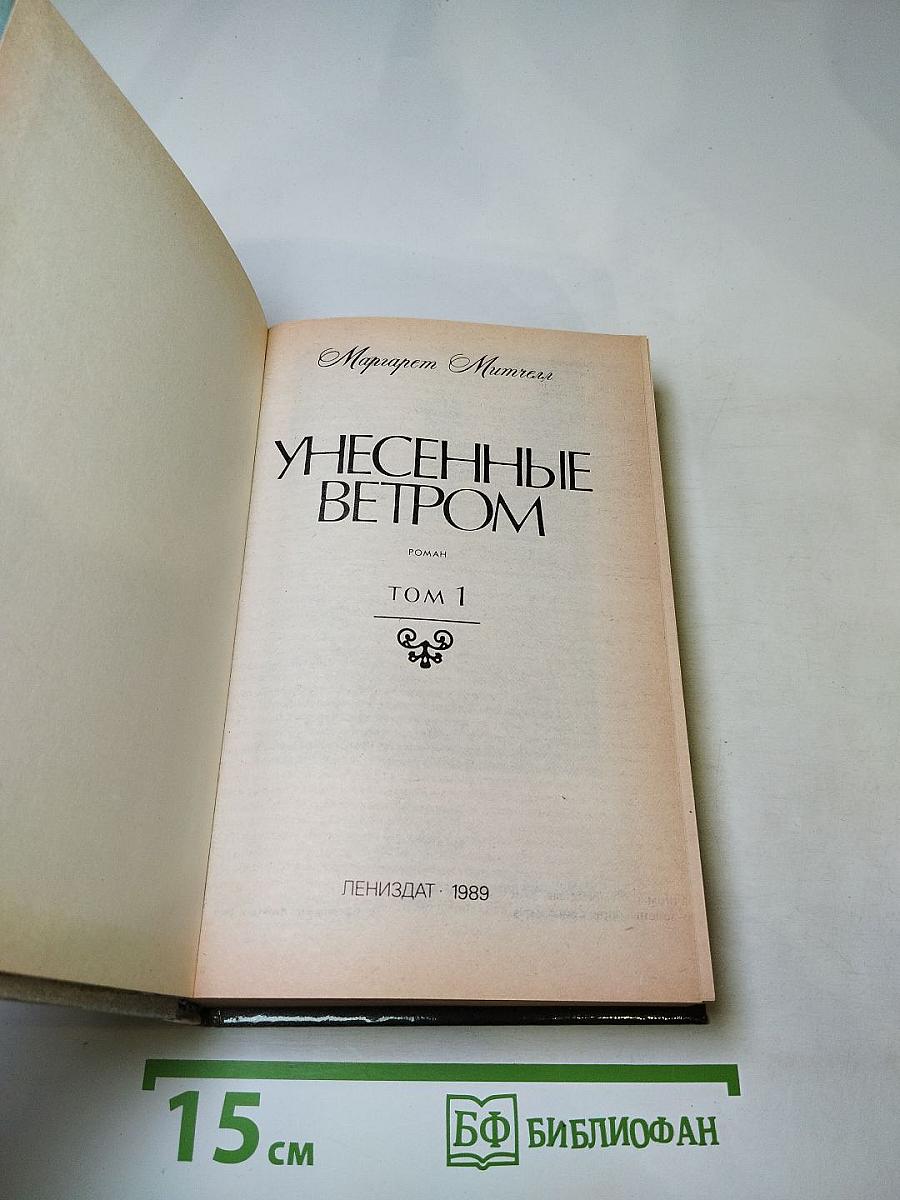 Маргарет Митчелл
УНЕСЕННЫЕ
ВЕТРОМ
РОМАН
ТОМ 1
ЛЕНИЗДАТ · 1989
15 см
БФ БИБЛИОФАН